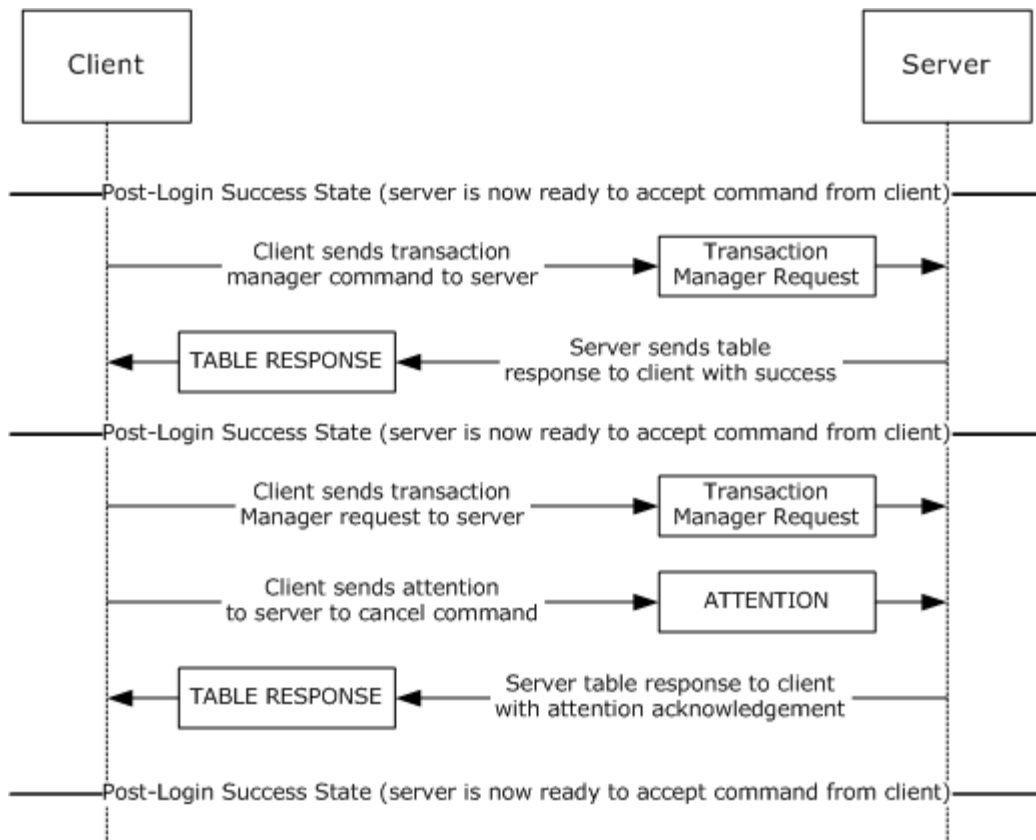 Client
Server
Post-Login Success State (server is now ready to accept command from client)
Client sends transaction
manager command to server
Transaction
Manager Request
TABLE RESPONSE
Server sends table
response to client with success
Post-Login Success State (server is now ready to accept command from client)
Client sends transaction
Manager request to server
Transaction
Manager Request
Client sends attention
to server to cancel command
ATTENTION
TABLE RESPONSE
Server table response to client
with attention acknowledgement
Post-Login Success State (server is now ready to accept command from client)